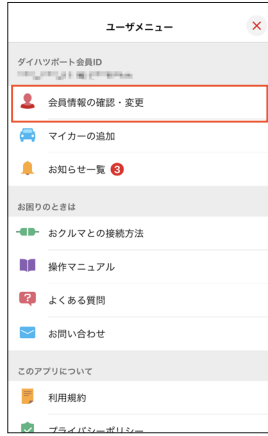 ユーザメニュー
ダイハツポート会員ID
会員情報の確認・変更
マイカーの追加
お知らせ一覧 3
お困りのときは
おクルマとの接続方法
操作マニュアル
よくある質問
お問い合わせ
このアプリについて
利用規約
プライバシーポリシー